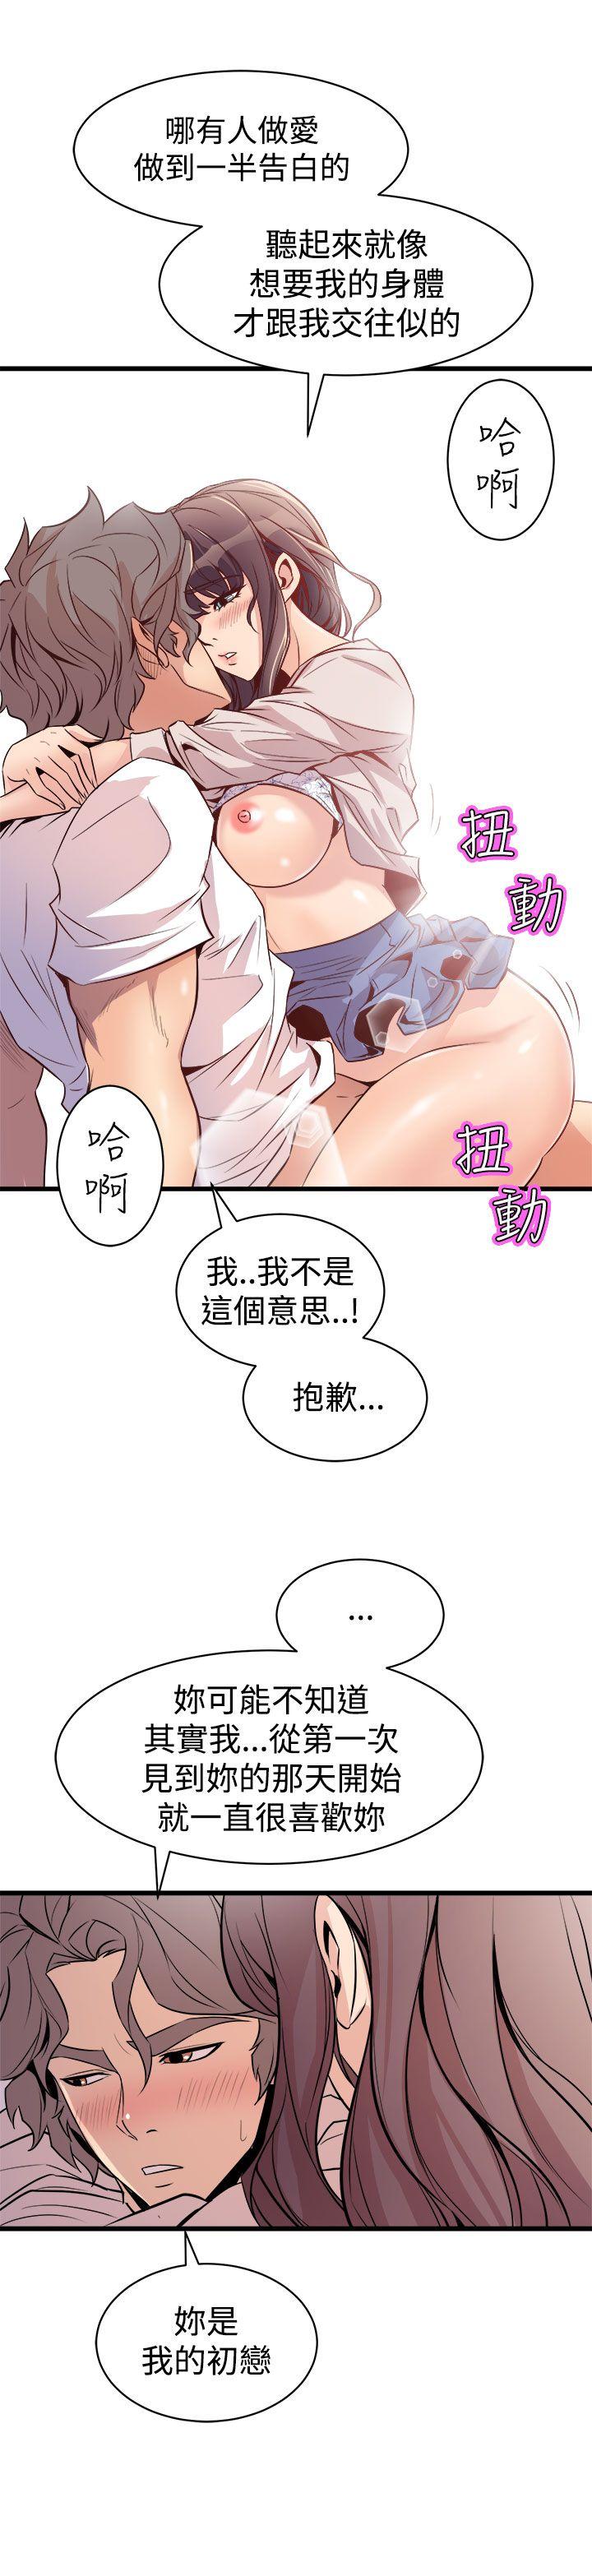 哪有人做愛
做到一半告白的
聽起來就像
想要我的身體
才跟我交往似的
哈
啊
扭
動
哈
啊
扭
動
我..我不是
這個意思..!
抱歉...
...
妳可能不知道
其實我...從第一次
見到妳的那天開始
就一直很喜歡妳
妳是
我的初戀